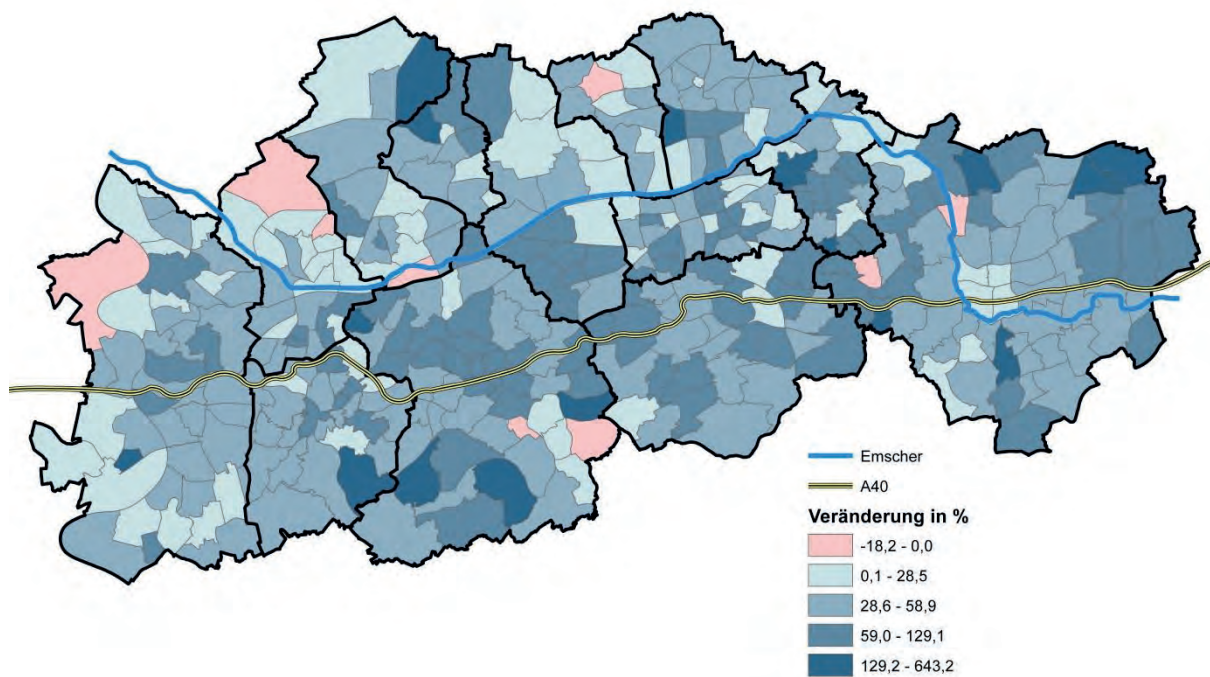 Emscher
A40
Veränderung in %
-18,2 - 0,0
0,1 - 28,5
28,6 - 58,9
59,0 - 129,1
129,2 - 643,2